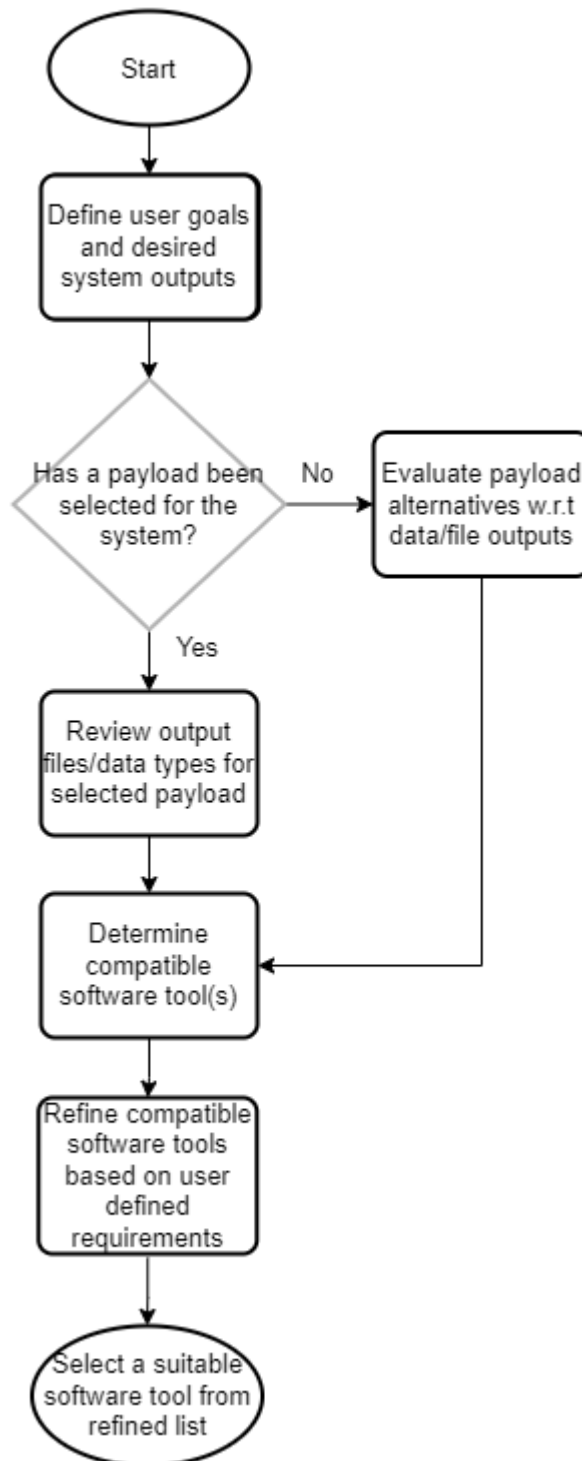 Start
Define user goals
and desired
system outputs
Has a payload been
selected for the
system?
No
Evaluate payload
alternatives w.r.t
data/file outputs
Yes
Review output
files/data types for
selected payload
Determine
compatible
software tool(s)
Refine compatible
software tools
based on user
defined
requirements
Select a suitable
software tool from
refined list